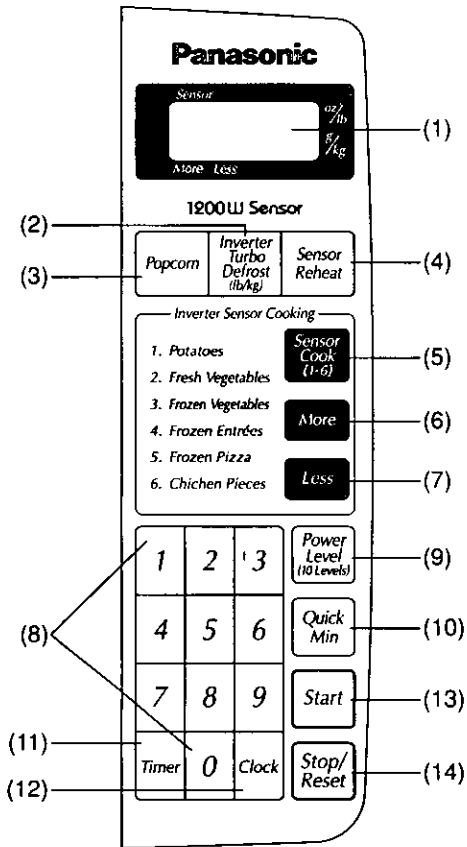 Panasonic
Sensor
oz/lb
g/kg
(1)
More Less
1200W Sensor
(2)
(3)
Popcorn
Inverter
Turbo
Defrost
(lb/kg)
Sensor
Reheat
(4)
Inverter Sensor Cooking
1. Potatoes
2. Fresh Vegetables
3. Frozen Vegetables
4. Frozen Entrées
5. Frozen Pizza
6. Chichen Pieces
Sensor
Cook
(1-6)
(5)
More
(6)
Less
(7)
1 2 3
Power
Level
(10 Levels)
(9)
(8)
4 5 6
Quick
Min
(10)
7 8 9
Start
(13)
(11)
Timer 0 Clock
(12)
Stop/
Reset
(14)